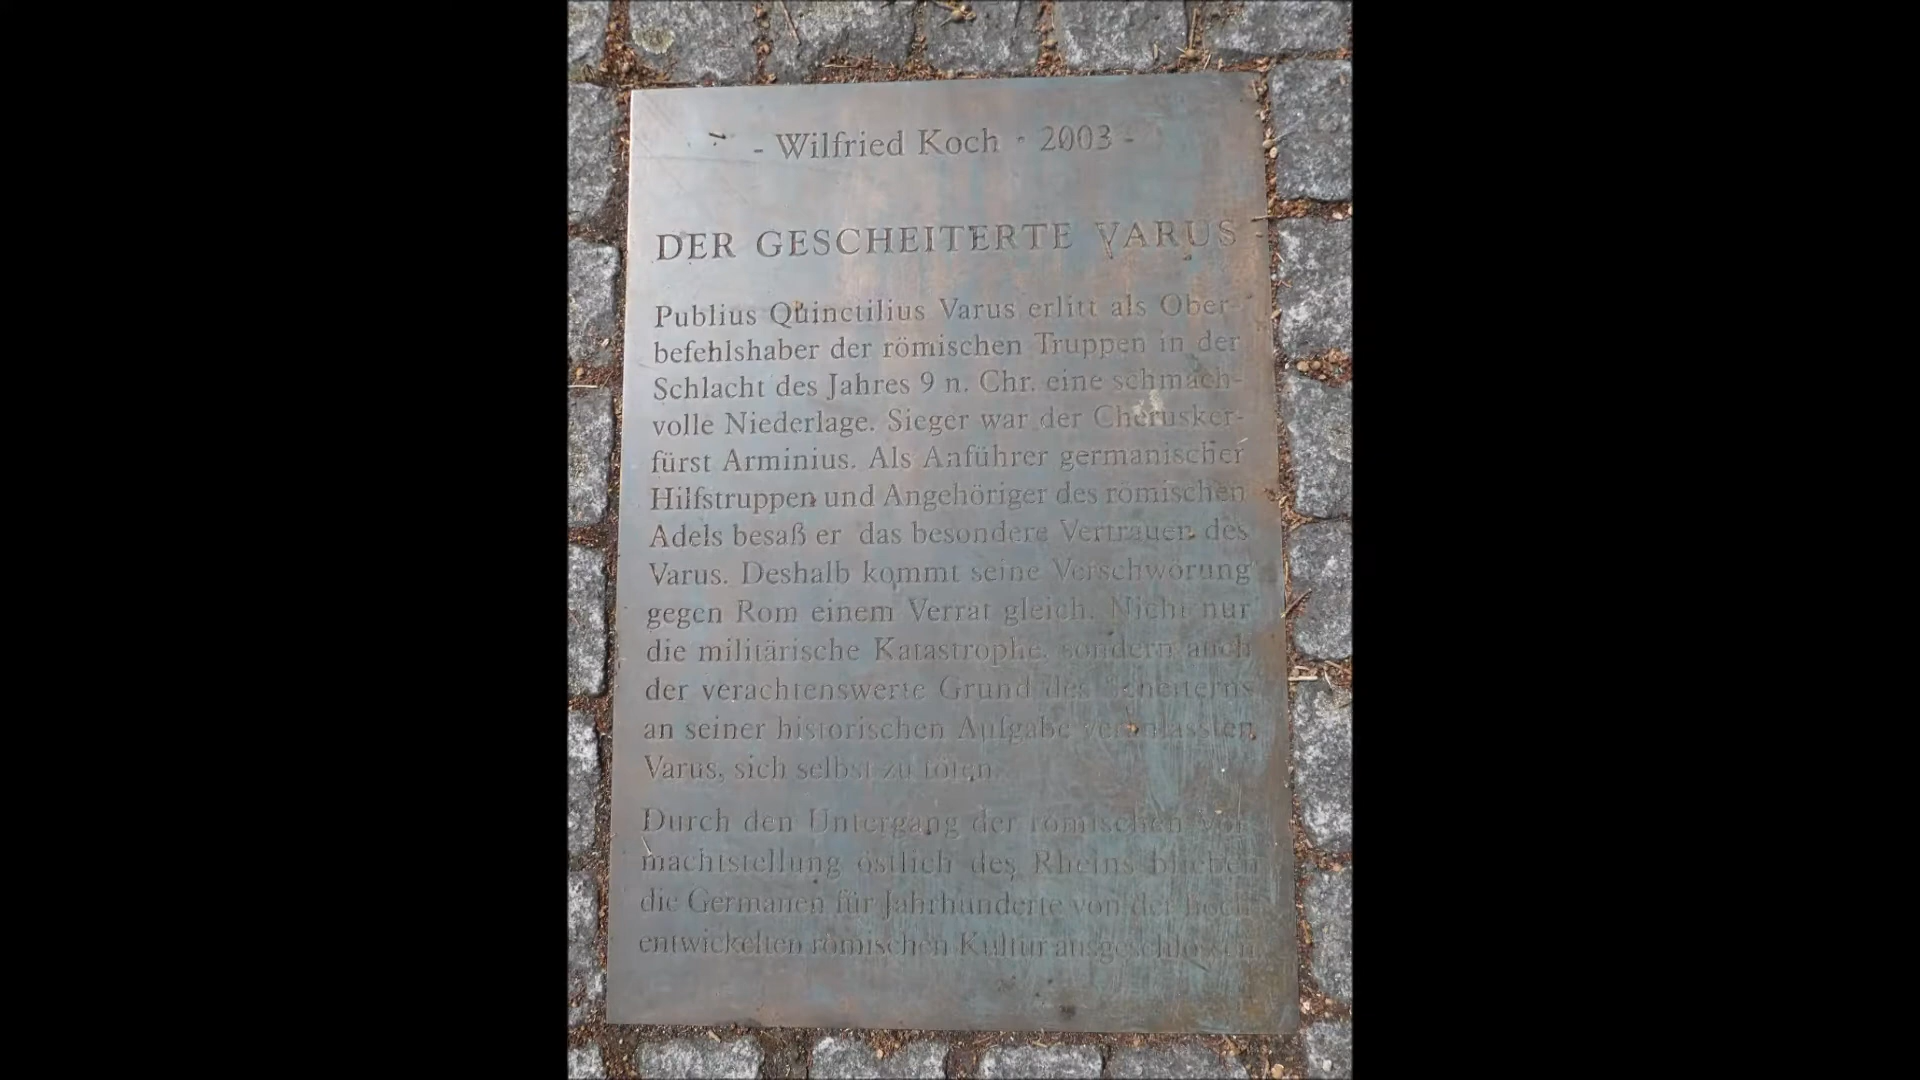 - Wilfried Koch · 2003 -
DER GESCHEITERTE VARUS
Publius Quinctilius Varus erlitt als Ober-
befehlshaber der römischen Truppen in der
Schlacht des Jahres 9 n. Chr. eine schmach-
volle Niederlage. Sieger war der Cherusker-
fürst Arminius. Als Anführer germanischer
Hilfstruppen und Angehöriger des römischen
Adels besaß er das besondere Vertrauen des
Varus. Deshalb kommt seine Verschwörung
gegen Rom einem Verrat gleich. Nicht nur
die militärische Katastrophe, sondern auch
der verachtenswerte Grund des Scheiterns
an seiner historischen Aufgabe veranlassten
Varus, sich selbst zu töten.
Durch den Untergang der römischen Vor-
machtstellung östlich des Rheins blieben
die Germanen für Jahrhunderte von der hoch-
entwickelten römischen Kultur ausgeschlossen.